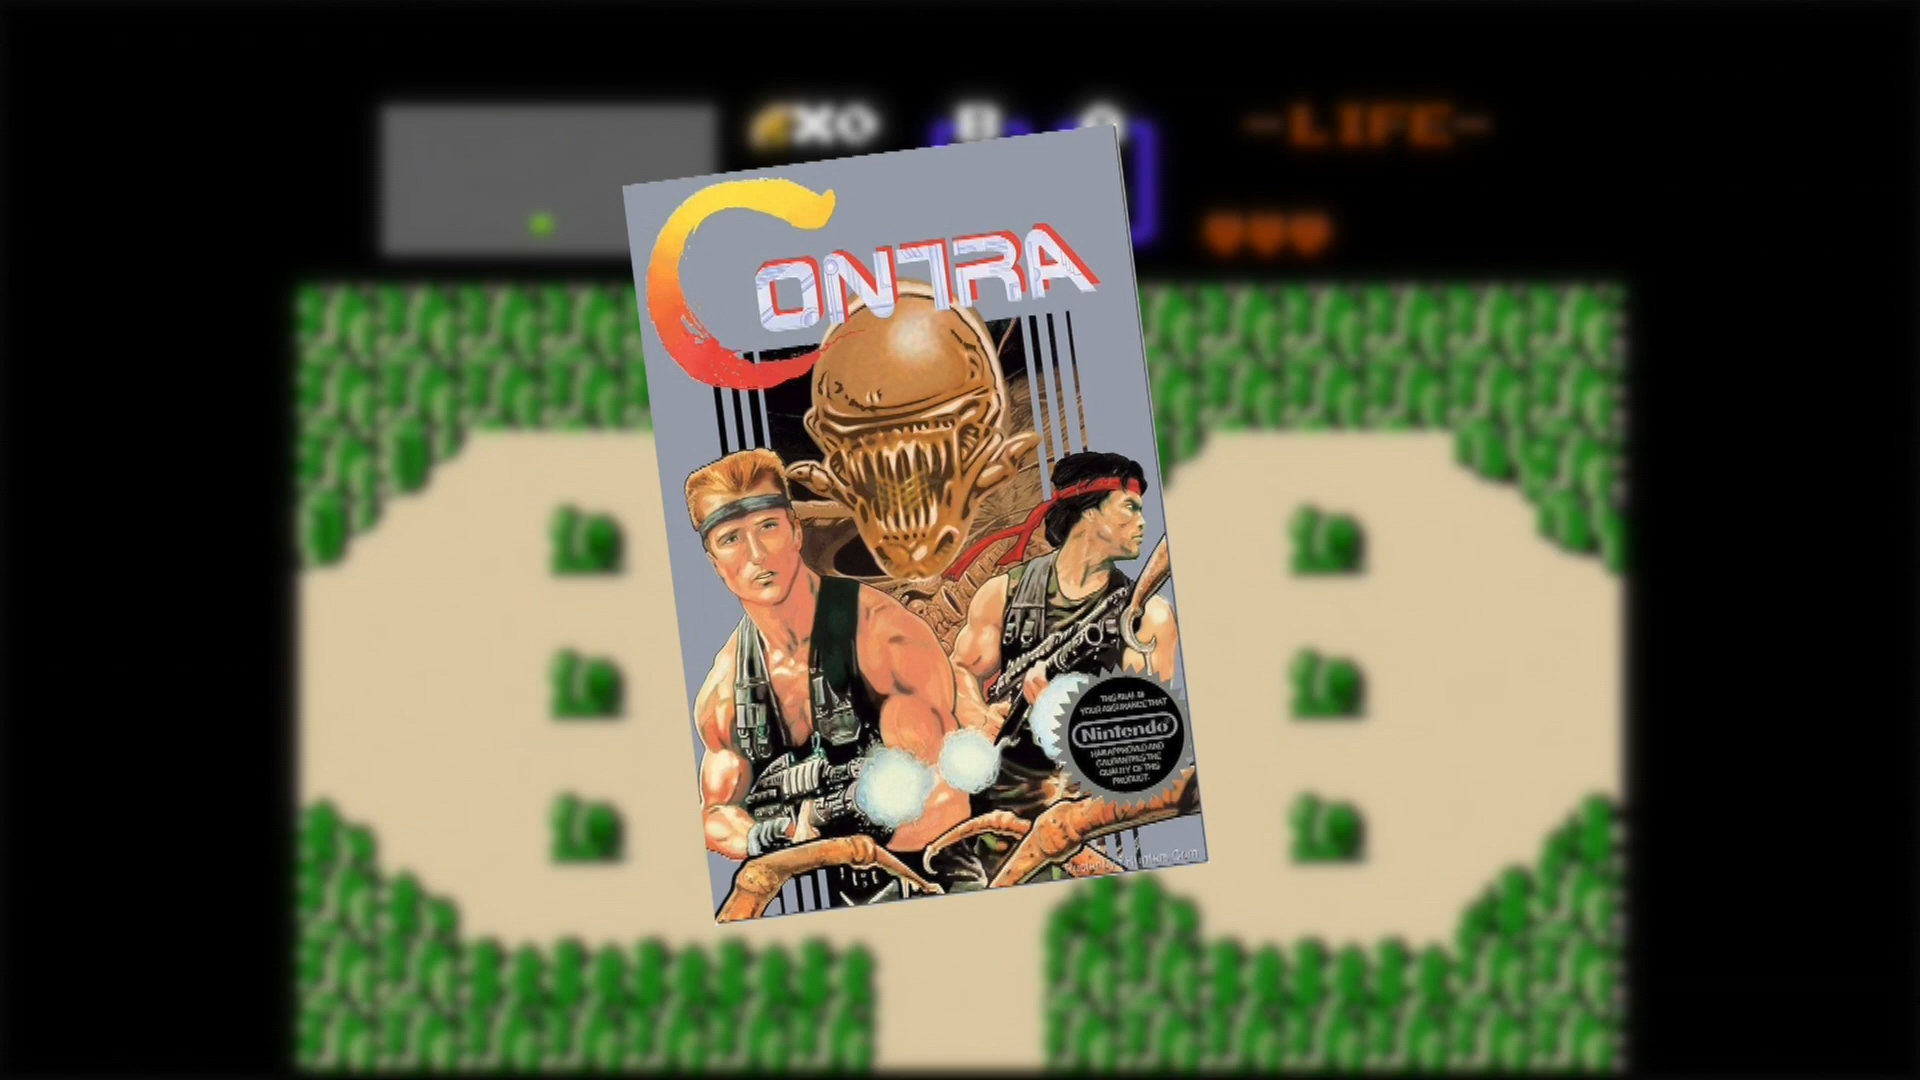 X0
B
A
-LIFE-
CONTRA
THIS SEAL IS
YOUR ASSURANCE THAT
Nintendo
HAS APPROVED AND
GUARANTEED THE
QUALITY OF THIS
PRODUCT.